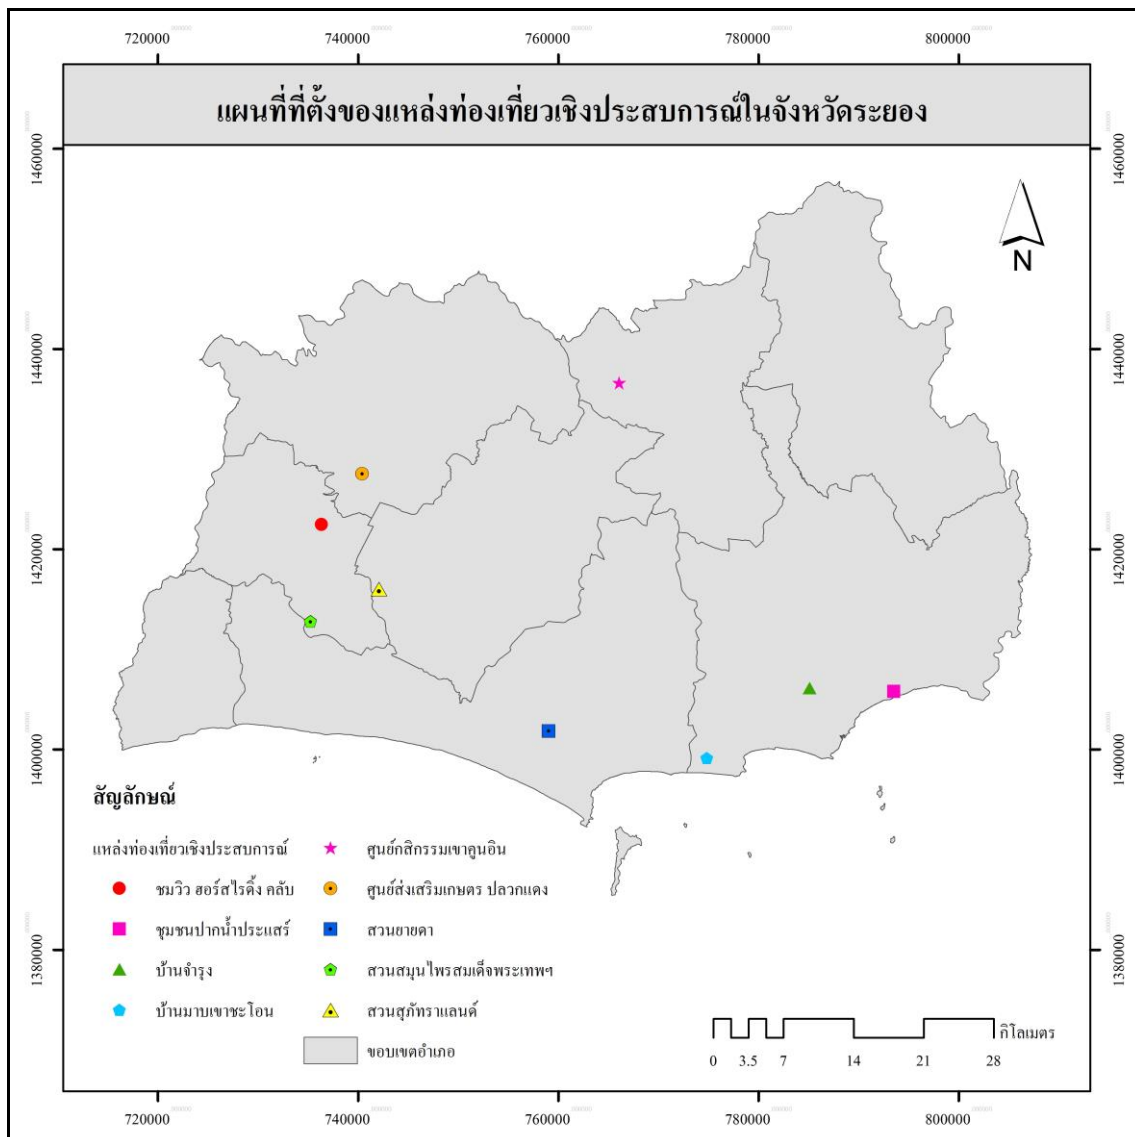 720000 740000 760000 780000 800000
แผนที่ที่ตั้งของแหล่งท่องเที่ยวเชิงประสบการณ์ในจังหวัดระยอง
1460000 1460000
1440000 1440000
1420000 1420000
1400000 1400000
1380000 1380000
N
สัญลักษณ์
แหล่งท่องเที่ยวเชิงประสบการณ์ ศูนย์กสิกรรมเขาคูนอิน
ชมวิว ฮอร์สไรดิ้ง คลับ ศูนย์ส่งเสริมเกษตร ปลวกแดง
ชุมชนปากน้ำประแสร์ สวนยายดา
บ้านจำรุง สวนสมุนไพรสมเด็จพระเทพฯ
บ้านมาบเขาชะโอน สวนสุภัทราแลนด์
ขอบเขตอำเภอ
กิโลเมตร
0 3.5 7 14 21 28
720000 740000 760000 780000 800000